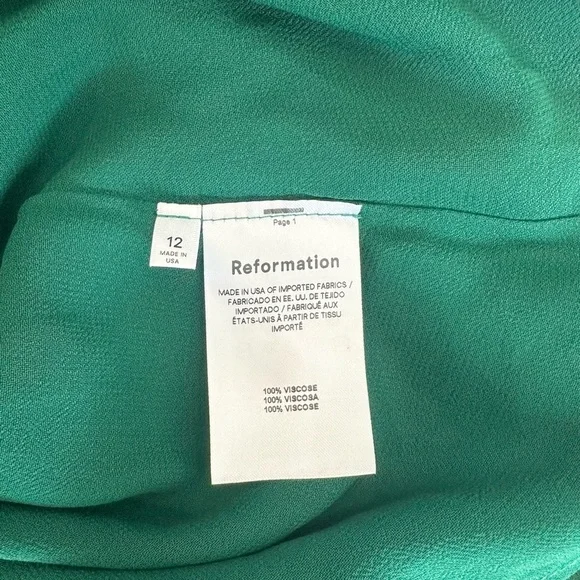 12
MADE IN
USA
Page 1
Reformation
MADE IN USA OF IMPORTED FABRICS /
FABRICADO EN EE. UU. DE TEJIDO
IMPORTADO / FABRIQUÉ AUX
ÉTATS-UNIS À PARTIR DE TISSU
IMPORTÉ
100% VISCOSE
100% VISCOSA
100% VISCOSE